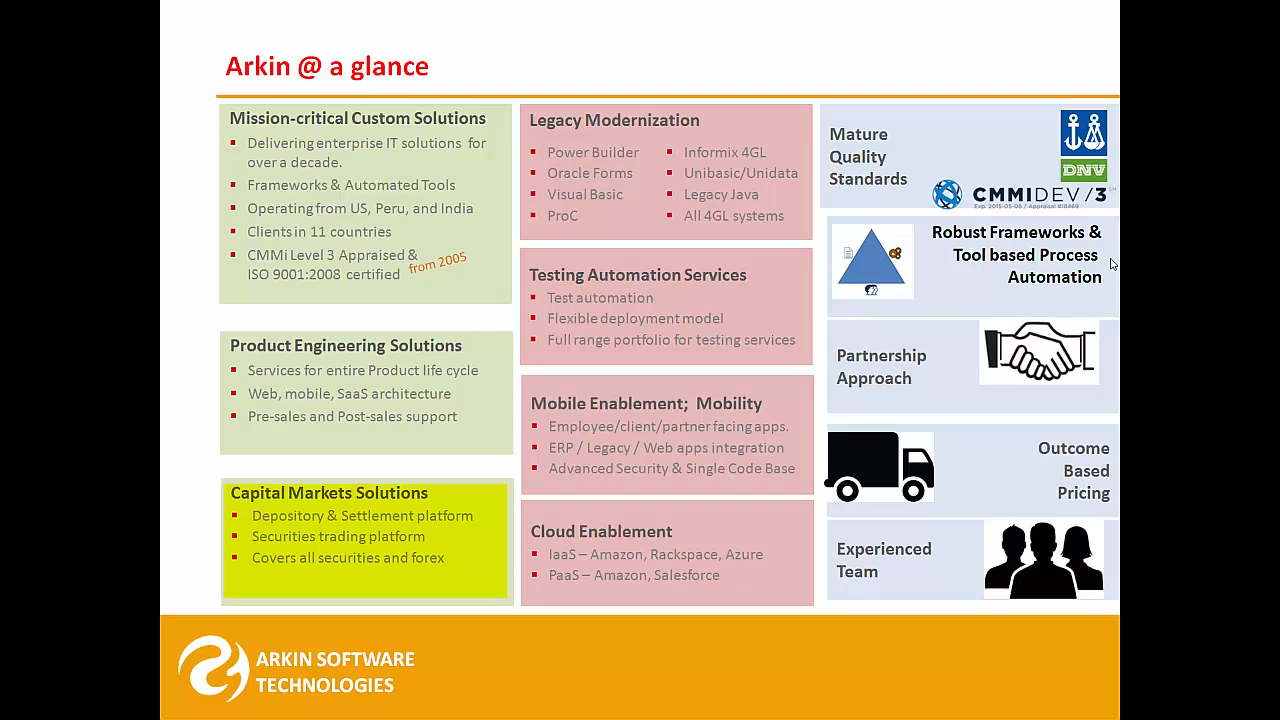 Arkin @ a glance
Mission-critical Custom Solutions
Delivering enterprise IT solutions for
over a decade.
Frameworks & Automated Tools
Operating from US, Peru, and India
Clients in 11 countries
CMMi Level 3 Appraised &
ISO 9001:2008 certified
from 2005
Product Engineering Solutions
Services for entire Product life cycle
Web, mobile, SaaS architecture
Pre-sales and Post-sales support
Capital Markets Solutions
Depository & Settlement platform
Securities trading platform
Covers all securities and forex
Legacy Modernization
Power Builder
Oracle Forms
Visual Basic
ProC
Informix 4GL
Unibasic/Unidata
Legacy Java
All 4GL systems
Testing Automation Services
Test automation
Flexible deployment model
Full range portfolio for testing services
Mobile Enablement; Mobility
Employee/client/partner facing apps.
ERP / Legacy / Web apps integration
Advanced Security & Single Code Base
Cloud Enablement
IaaS – Amazon, Rackspace, Azure
PaaS – Amazon, Salesforce
Mature
Quality
Standards
DNV
CMMIDEV/3℠
Exp. 2015-05-08 / Appraisal #18469
Robust Frameworks &
Tool based Process
Automation
Partnership
Approach
Outcome
Based
Pricing
Experienced
Team
ARKIN SOFTWARE
TECHNOLOGIES